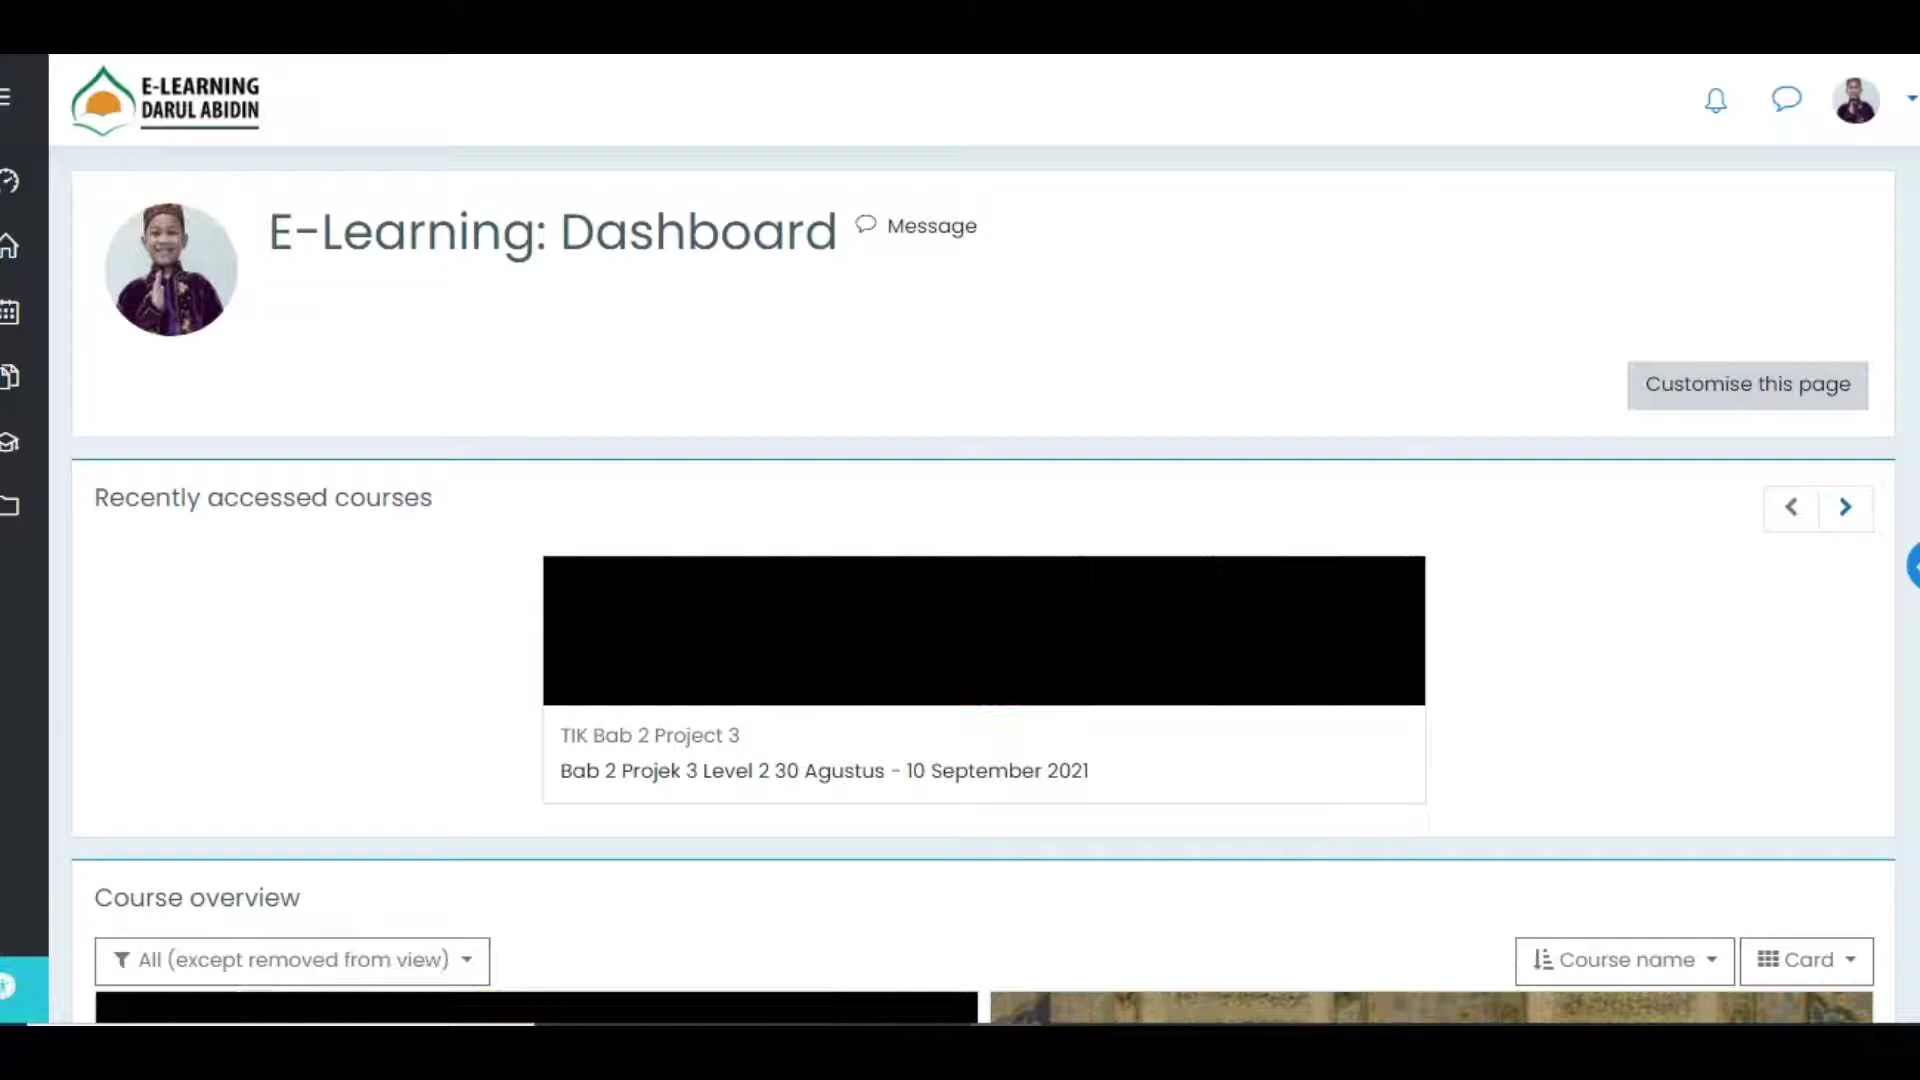 E-LEARNING
DARUL ABIDIN
E-Learning: Dashboard
Message
Customise this page
Recently accessed courses
TIK Bab 2 Project 3
Bab 2 Projek 3 Level 2 30 Agustus - 10 September 2021
Course overview
All (except removed from view)
Course name
Card